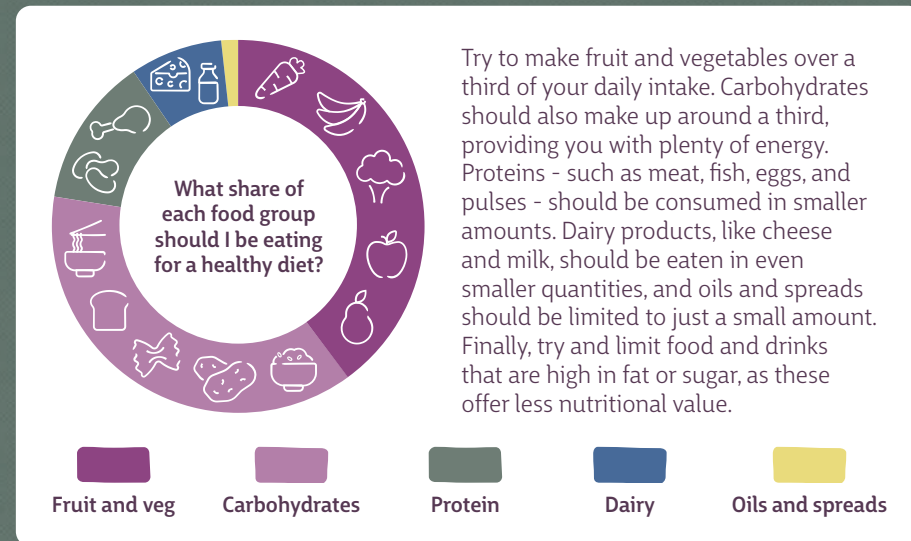 What share of
each food group
should I be eating
for a healthy diet?
Try to make fruit and vegetables over a
third of your daily intake. Carbohydrates
should also make up around a third,
providing you with plenty of energy.
Proteins - such as meat, fish, eggs, and
pulses - should be consumed in smaller
amounts. Dairy products, like cheese
and milk, should be eaten in even
smaller quantities, and oils and spreads
should be limited to just a small amount.
Finally, try and limit food and drinks
that are high in fat or sugar, as these
offer less nutritional value.
Fruit and veg
Carbohydrates
Protein
Dairy
Oils and spreads